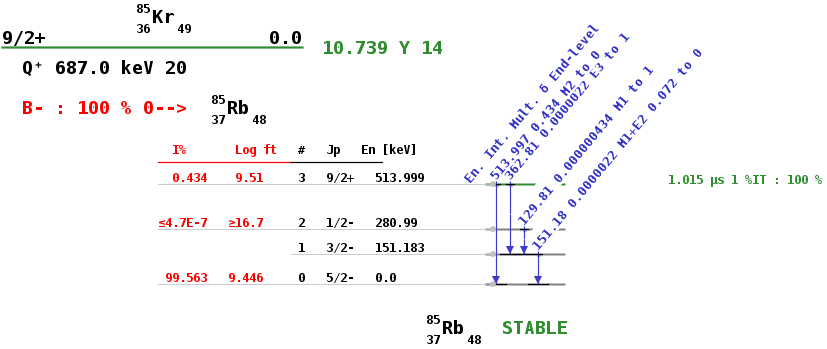 85
Kr
36 49
9/2+ 0.0
10.739 Y 14
Q⁺ 687.0 keV 20
B- : 100 % 0-->
85
Rb
37 48
I% Log ft # Jp En [keV]
0.434 9.51 3 9/2+ 513.999
≤4.7E-7 ≥16.7 2 1/2- 280.99
1 3/2- 151.183
99.563 9.446 0 5/2- 0.0
En. Int. Mult. δ End-level
513.997 0.434 M2 to 0
362.81 0.0000022 E3 to 1
129.81 0.000000434 M1 to 1
151.18 0.0000022 M1+E2 0.072 to 0
1.015 µs 1 %IT : 100 %
85
Rb
37 48
STABLE